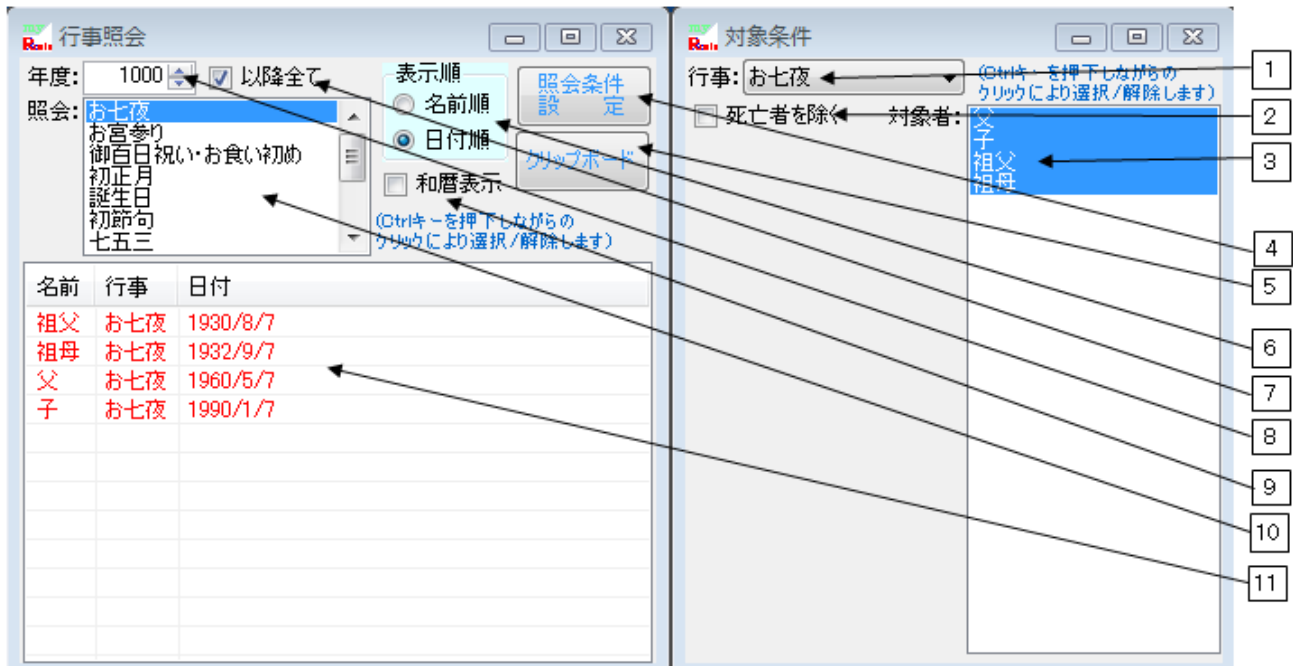 行事照会
年度: 1000 以降全て
照会: お七夜
お宮参り
御百日祝い・お食い初め
初正月
誕生日
初節句
七五三
表示順
名前順
日付順
和暦表示
照会条件
設 定
クリップボード
(Ctrlキーを押下しながらの
クリックにより選択/解除します)
名前 行事 日付
祖父 お七夜 1930/8/7
祖母 お七夜 1932/9/7
父 お七夜 1960/5/7
子 お七夜 1990/1/7
対象条件
行事: お七夜
(Ctrlキーを押下しながらの
クリックにより選択/解除します)
死亡者を除く
対象者:
父
子
祖父
祖母
1
2
3
4
5
6
7
8
9
10
11